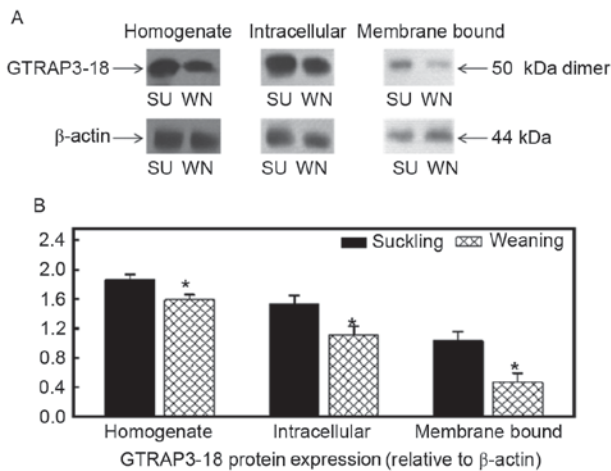 A
Homogenate Intracellular Membrane bound
GTRAP3-18 50 kDa dimer
SU WN SU WN SU WN
β-actin 44 kDa
SU WN SU WN SU WN
B
2.4
2.0
1.6
1.2
0.8
0.4
0.0
Suckling Weaning
* * *
Homogenate Intracellular Membrane bound
GTRAP3-18 protein expression (relative to β-actin)